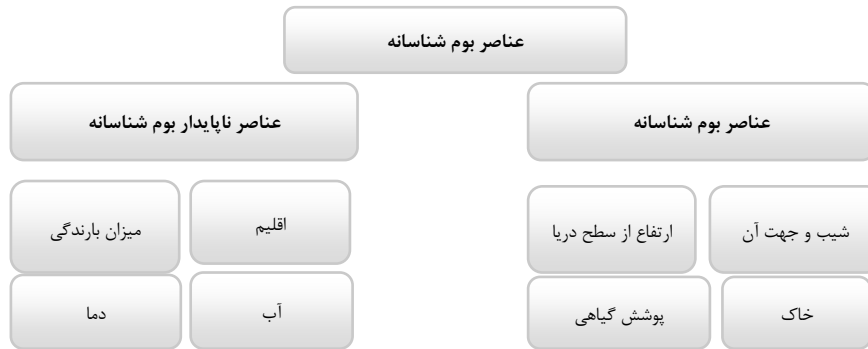 عناصر بوم شناسانه
عناصر بوم شناسانه
عناصر ناپایدار بوم شناسانه
شیب و جهت آن
ارتفاع از سطح دریا
اقلیم
میزان بارندگی
خاک
پوشش گیاهی
آب
دما